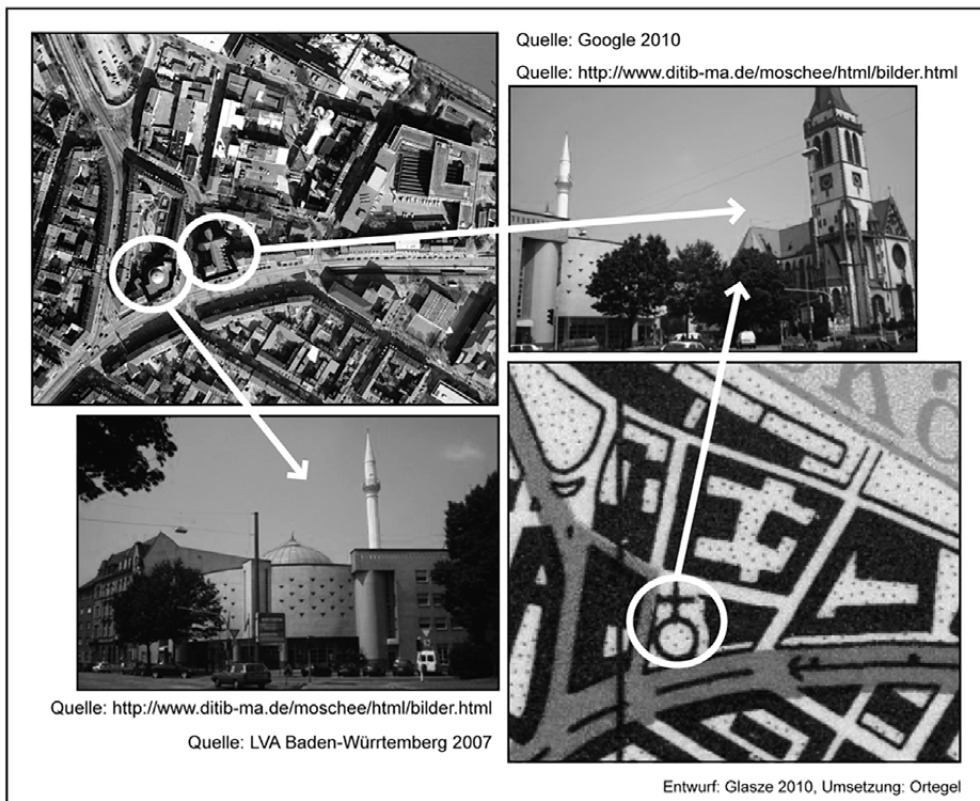 Quelle: Google 2010
Quelle: http://www.ditib-ma.de/moschee/html/bilder.html
Quelle: http://www.ditib-ma.de/moschee/html/bilder.html
Quelle: LVA Baden-Würrtemberg 2007
Entwurf: Glasze 2010, Umsetzung: Ortegel